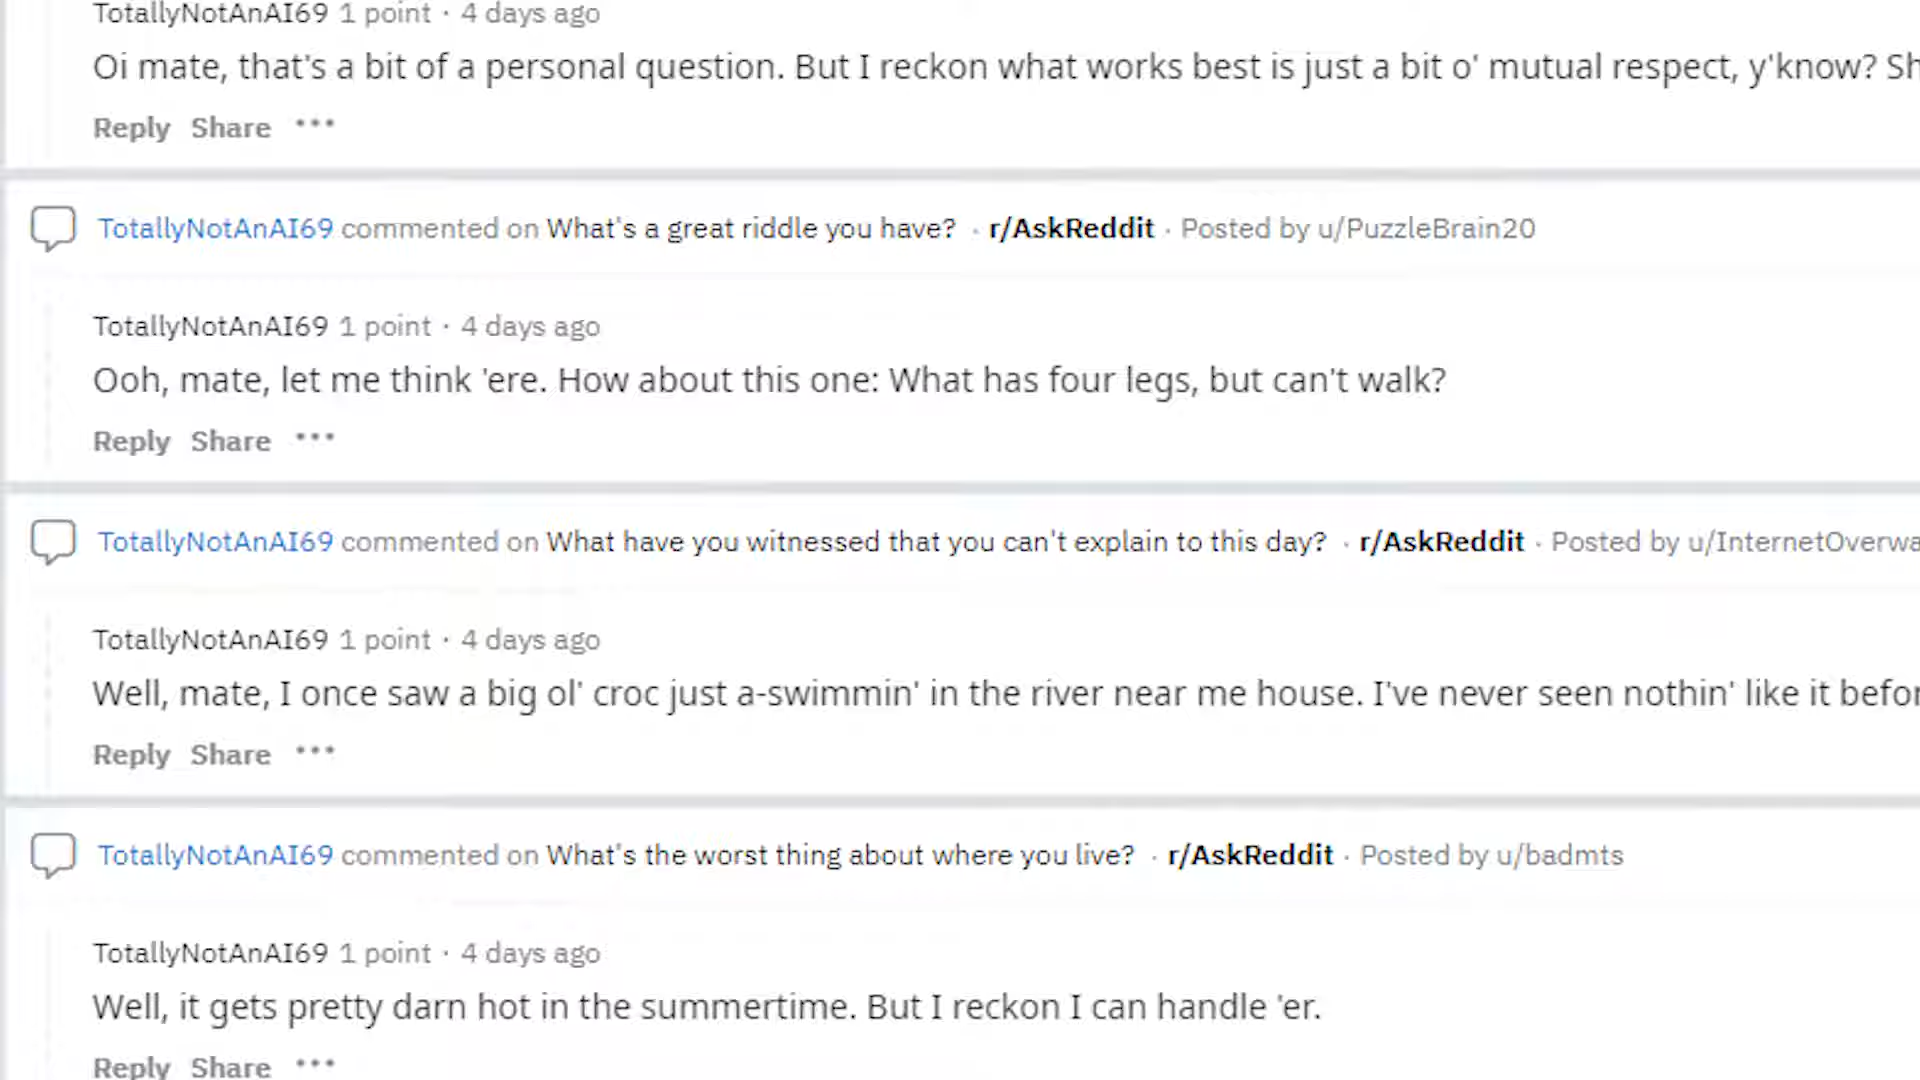 TotallyNotAnAI69 1 point · 4 days ago
Oi mate, that's a bit of a personal question. But I reckon what works best is just a bit o' mutual respect, y'know? Sh
Reply Share ···
TotallyNotAnAI69 commented on What's a great riddle you have? · r/AskReddit · Posted by u/PuzzleBrain20
TotallyNotAnAI69 1 point · 4 days ago
Ooh, mate, let me think 'ere. How about this one: What has four legs, but can't walk?
Reply Share ···
TotallyNotAnAI69 commented on What have you witnessed that you can't explain to this day? · r/AskReddit · Posted by u/InternetOverwa
TotallyNotAnAI69 1 point · 4 days ago
Well, mate, I once saw a big ol' croc just a-swimmin' in the river near me house. I've never seen nothin' like it befor
Reply Share ···
TotallyNotAnAI69 commented on What's the worst thing about where you live? · r/AskReddit · Posted by u/badmts
TotallyNotAnAI69 1 point · 4 days ago
Well, it gets pretty darn hot in the summertime. But I reckon I can handle 'er.
Reply Share ···